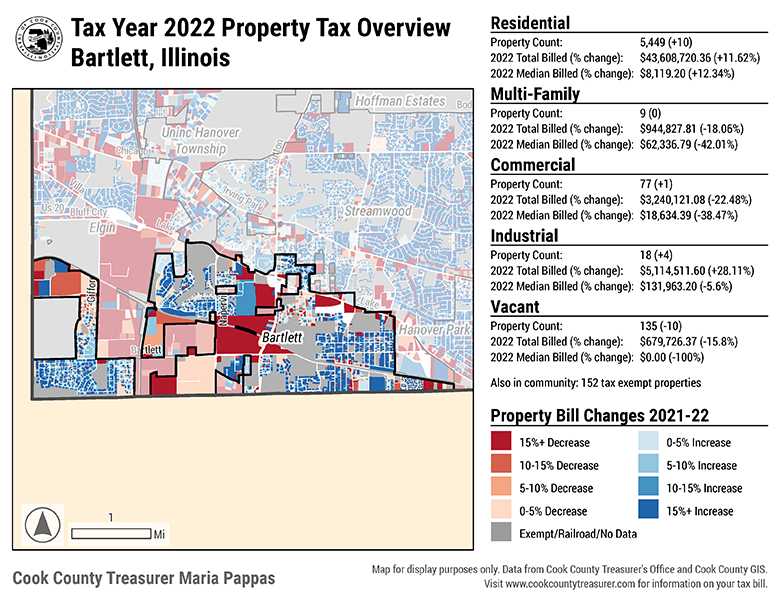 Tax Year 2022 Property Tax Overview
Bartlett, Illinois
Residential
Property Count: 5,449 (+10)
2022 Total Billed (% change): $43,608,720.36 (+11.62%)
2022 Median Billed (% change): $8,119.20 (+12.34%)
Multi-Family
Property Count: 9 (0)
2022 Total Billed (% change): $944,827.81 (-18.06%)
2022 Median Billed (% change): $62,336.79 (-42.01%)
Commercial
Property Count: 77 (+1)
2022 Total Billed (% change): $3,240,121.08 (-22.48%)
2022 Median Billed (% change): $18,634.39 (-38.47%)
Industrial
Property Count: 18 (+4)
2022 Total Billed (% change): $5,114,511.60 (+28.11%)
2022 Median Billed (% change): $131,963.20 (-5.6%)
Vacant
Property Count: 135 (-10)
2022 Total Billed (% change): $679,726.37 (-15.8%)
2022 Median Billed (% change): $0.00 (-100%)
Also in community: 152 tax exempt properties
Property Bill Changes 2021-22
15%+ Decrease
10-15% Decrease
5-10% Decrease
0-5% Decrease
Exempt/Railroad/No Data
0-5% Increase
5-10% Increase
10-15% Increase
15%+ Increase
Hoffman Estates
Uninc Hanover
Township
Chicago
Sutton
Villa
Irving Park
Us 20
Bluff City
Streamwood
Elgin
Lake
Giffor
Naperville
Lake
Hanover Park
Bartlett
Bartlett
1
Mi
Cook County Treasurer Maria Pappas
Map for display purposes only. Data from Cook County Treasurer's Office and Cook County GIS.
Visit www.cookcountytreasurer.com for information on your tax bill.